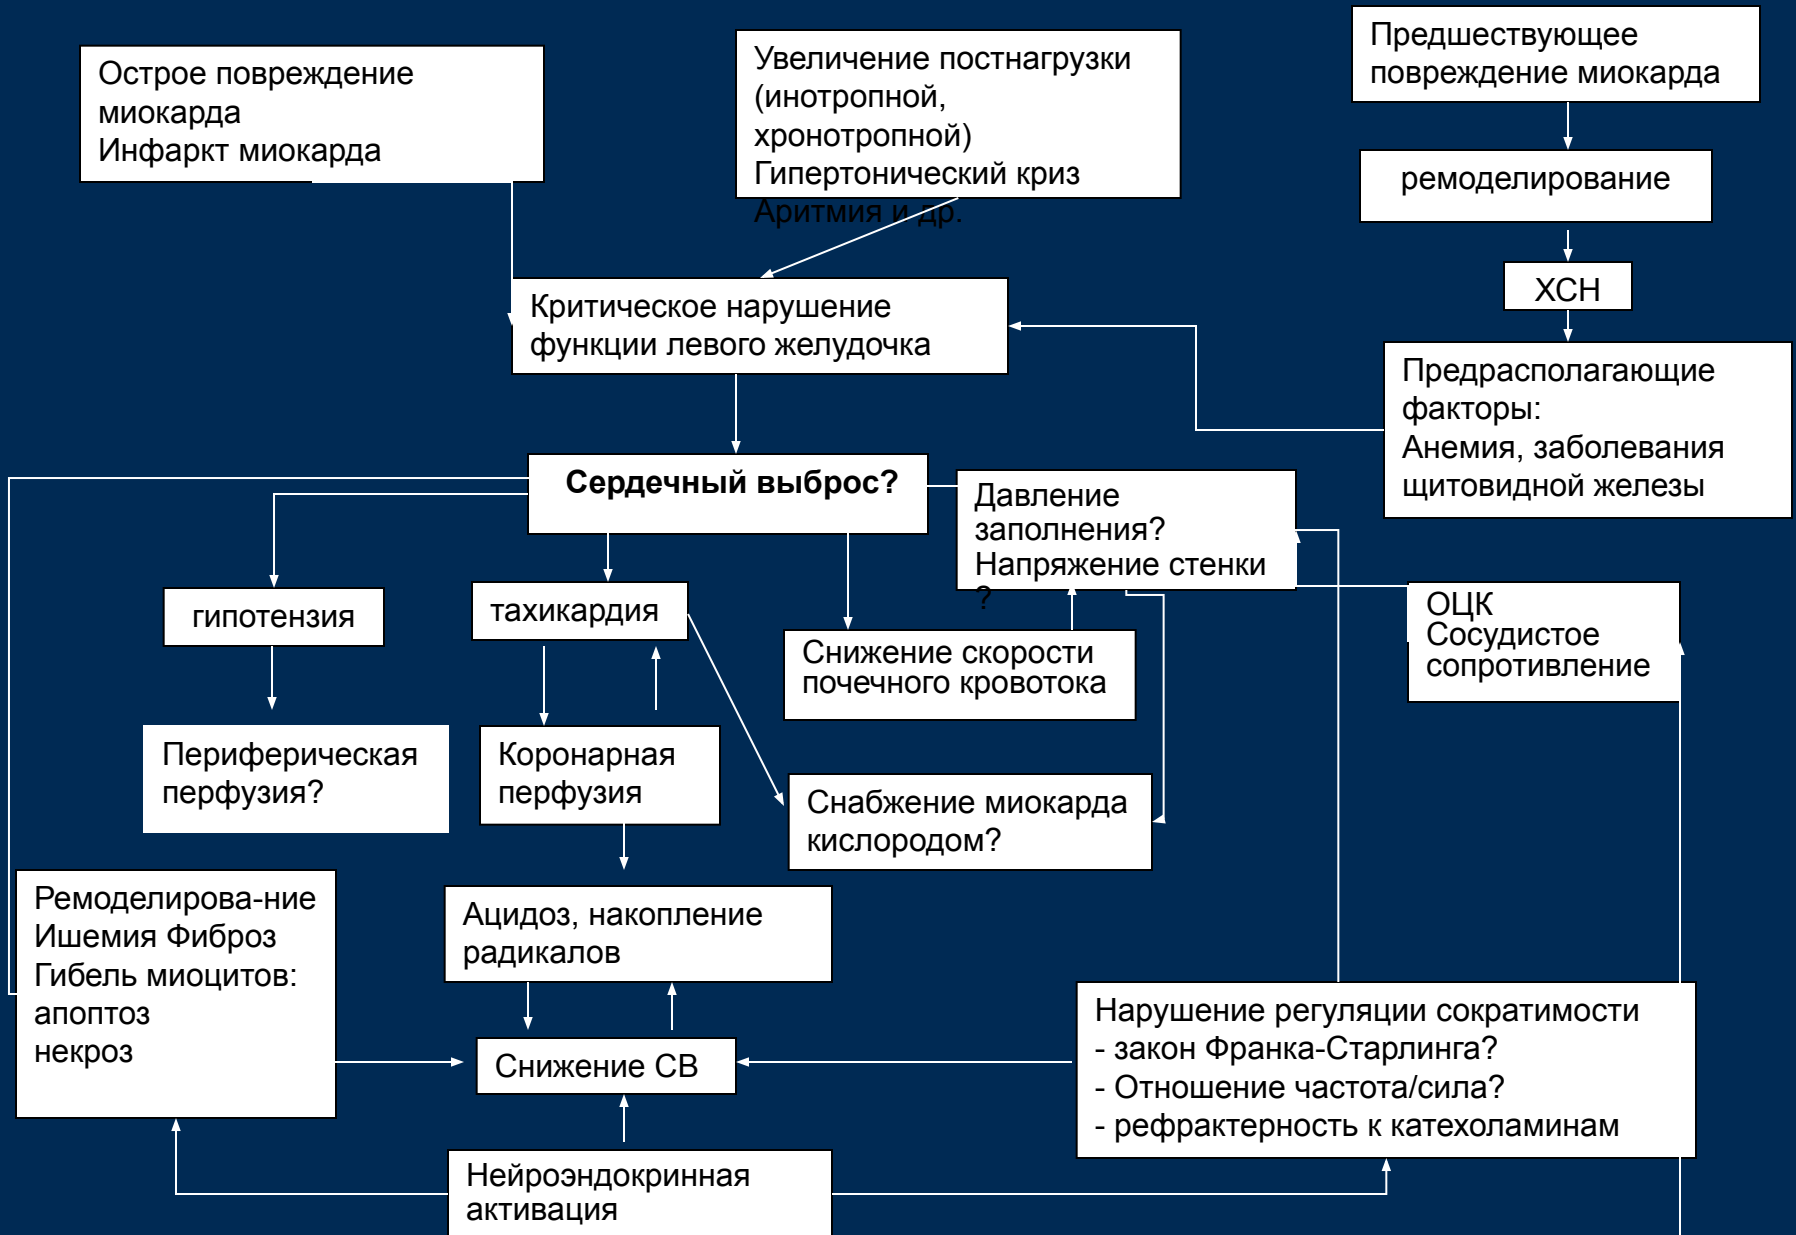 Острое повреждение
миокарда
Инфаркт миокарда
Увеличение постнагрузки
(инотропной,
хронотропной)
Гипертонический криз
Аритмия и др.
Предшествующее
повреждение миокарда
ремоделирование
ХСН
Критическое нарушение
функции левого желудочка
Предрасполагающие
факторы:
Анемия, заболевания
щитовидной железы
Сердечный выброс?
Давление
заполнения?
Напряжение стенки
?
гипотензия
тахикардия
ОЦК
Сосудистое
сопротивление
Снижение скорости
почечного кровотока
Периферическая
перфузия?
Коронарная
перфузия
Снабжение миокарда
кислородом?
Ремоделирова-ние
Ишемия Фиброз
Гибель миоцитов:
апоптоз
некроз
Ацидоз, накопление
радикалов
Снижение СВ
Нарушение регуляции сократимости
- закон Франка-Старлинга?
- Отношение частота/сила?
- рефрактерность к катехоламинам
Нейроэндокринная
активация